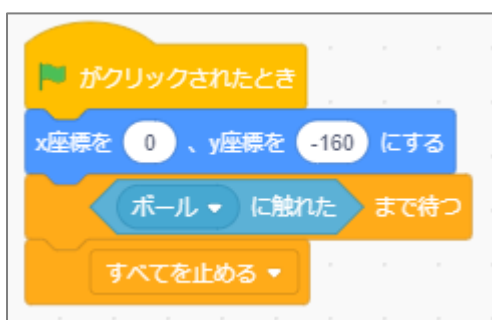 がクリックされたとき
x座標を 0 、y座標を -160 にする
ボール に触れた まで待つ
すべてを止める